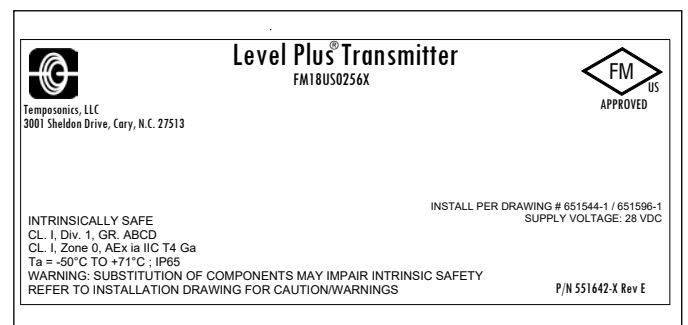 Level Plus® Transmitter
FM18US0256X
FM
US
APPROVED
Temposonics, LLC
3001 Sheldon Drive, Cary, N.C. 27513
INSTALL PER DRAWING # 651544-1 / 651596-1
SUPPLY VOLTAGE: 28 VDC
INTRINSICALLY SAFE
CL. I, Div. 1, GR. ABCD
CL. I, Zone 0, AEx ia IIC T4 Ga
Ta = -50°C TO +71°C ; IP65
WARNING: SUBSTITUTION OF COMPONENTS MAY IMPAIR INTRINSIC SAFETY
REFER TO INSTALLATION DRAWING FOR CAUTION/WARNINGS
P/N 551642-X Rev E